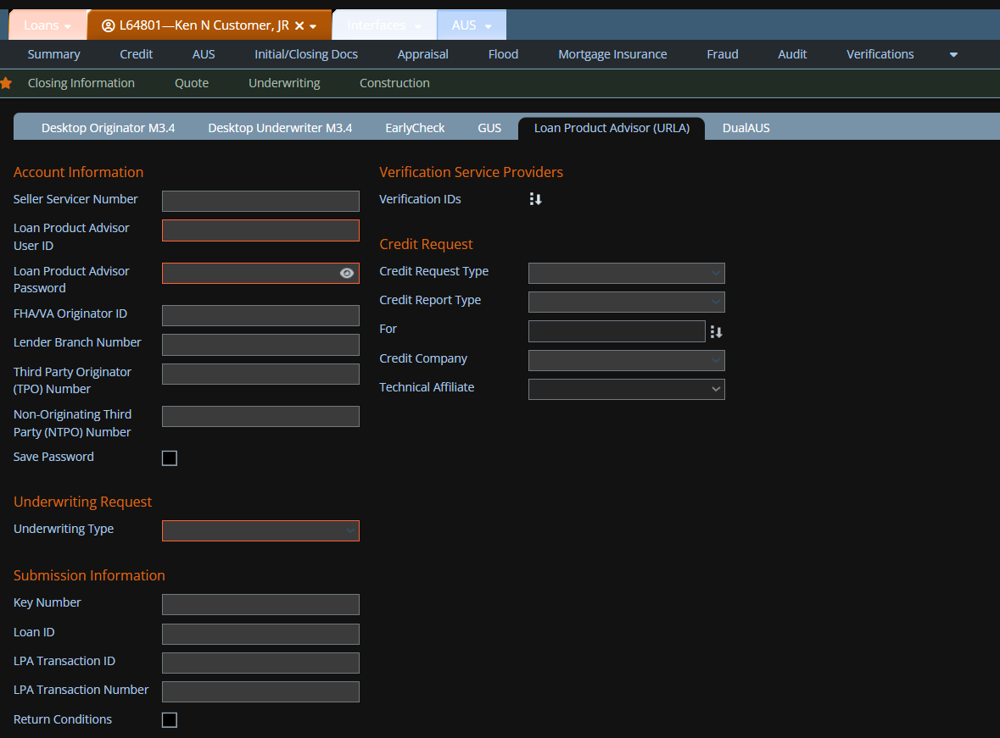 Loans
L64801—Ken N Customer, JR
Interfaces
AUS
Summary Credit AUS Initial/Closing Docs Appraisal Flood Mortgage Insurance Fraud Audit Verifications
Closing Information Quote Underwriting Construction
Desktop Originator M3.4 Desktop Underwriter M3.4 EarlyCheck GUS Loan Product Advisor (URLA) DualAUS
Account Information
Seller Servicer Number
Loan Product Advisor
User ID
Loan Product Advisor
Password
FHA/VA Originator ID
Lender Branch Number
Third Party Originator
(TPO) Number
Non-Originating Third
Party (NTPO) Number
Save Password
Underwriting Request
Underwriting Type
Submission Information
Key Number
Loan ID
LPA Transaction ID
LPA Transaction Number
Return Conditions
Verification Service Providers
Verification IDs
Credit Request
Credit Request Type
Credit Report Type
For
Credit Company
Technical Affiliate